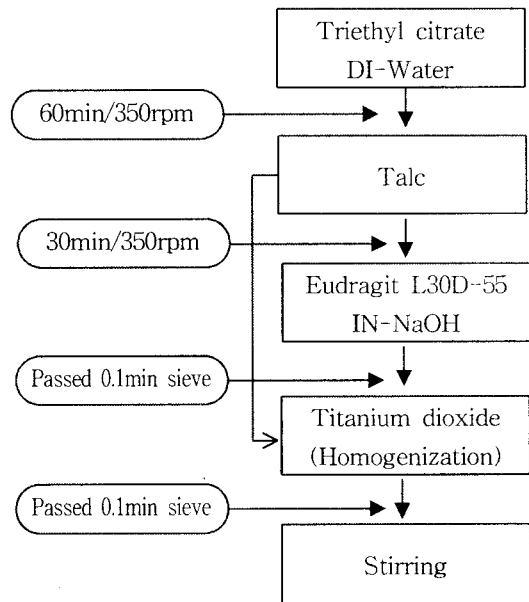 Triethyl citrate
DI-Water
60min/350rpm
Talc
30min/350rpm
Eudragit L30D-55
IN-NaOH
Passed 0.1min sieve
Titanium dioxide
(Homogenization)
Passed 0.1min sieve
Stirring